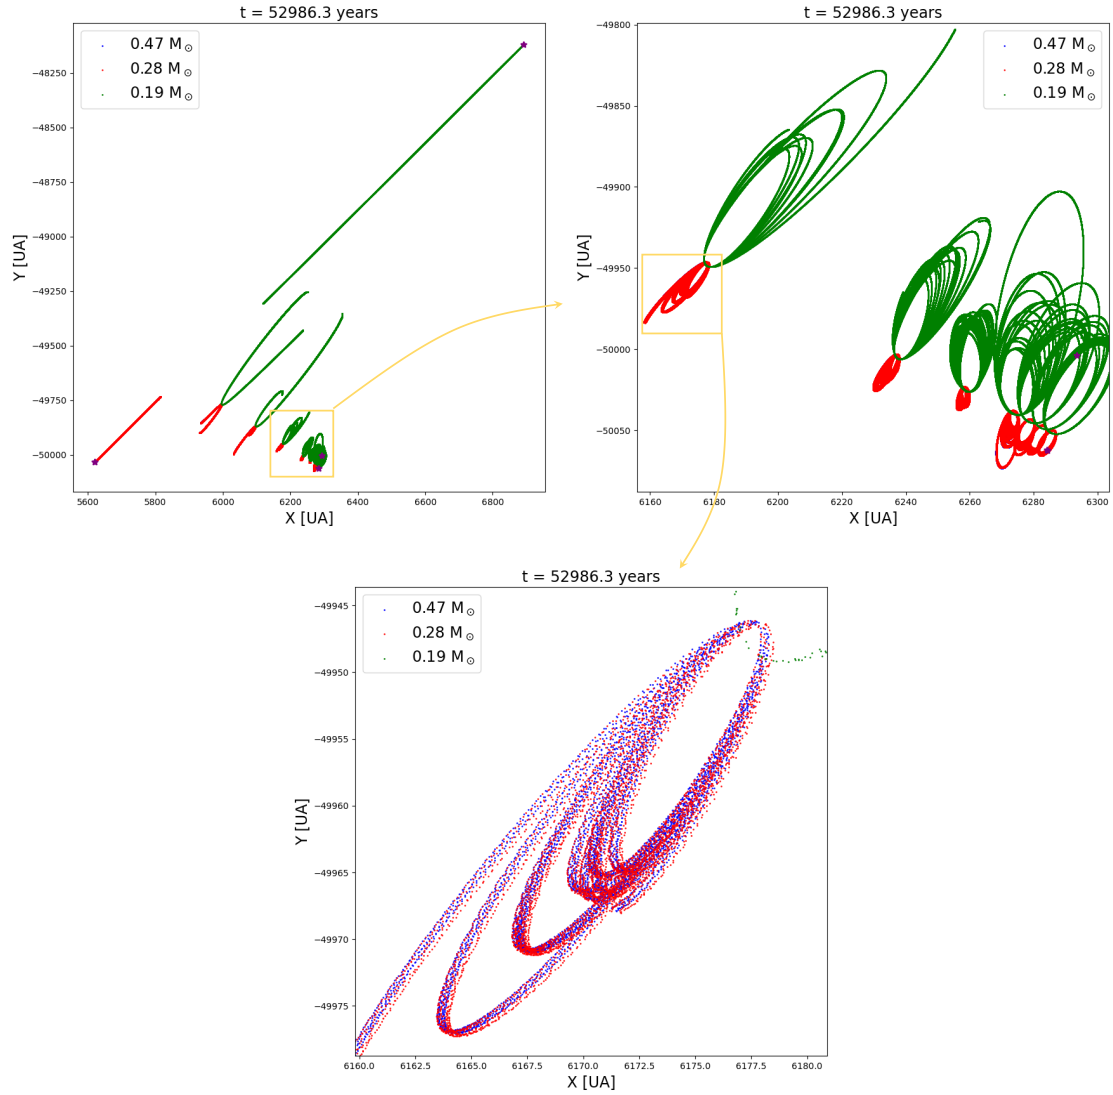 t = 52986.3 years
0.47 M⊙
0.28 M⊙
0.19 M⊙
Y [UA]
−48250
−48500
−48750
−49000
−49250
−49500
−49750
−50000
5600 5800 6000 6200 6400 6600 6800
X [UA]
t = 52986.3 years
0.47 M⊙
0.28 M⊙
0.19 M⊙
Y [UA]
−49800
−49850
−49900
−49950
−50000
−50050
6160 6180 6200 6220 6240 6260 6280 6300
X [UA]
t = 52986.3 years
0.47 M⊙
0.28 M⊙
0.19 M⊙
Y [UA]
−49945
−49950
−49955
−49960
−49965
−49970
−49975
6160.0 6162.5 6165.0 6167.5 6170.0 6172.5 6175.0 6177.5 6180.0
X [UA]